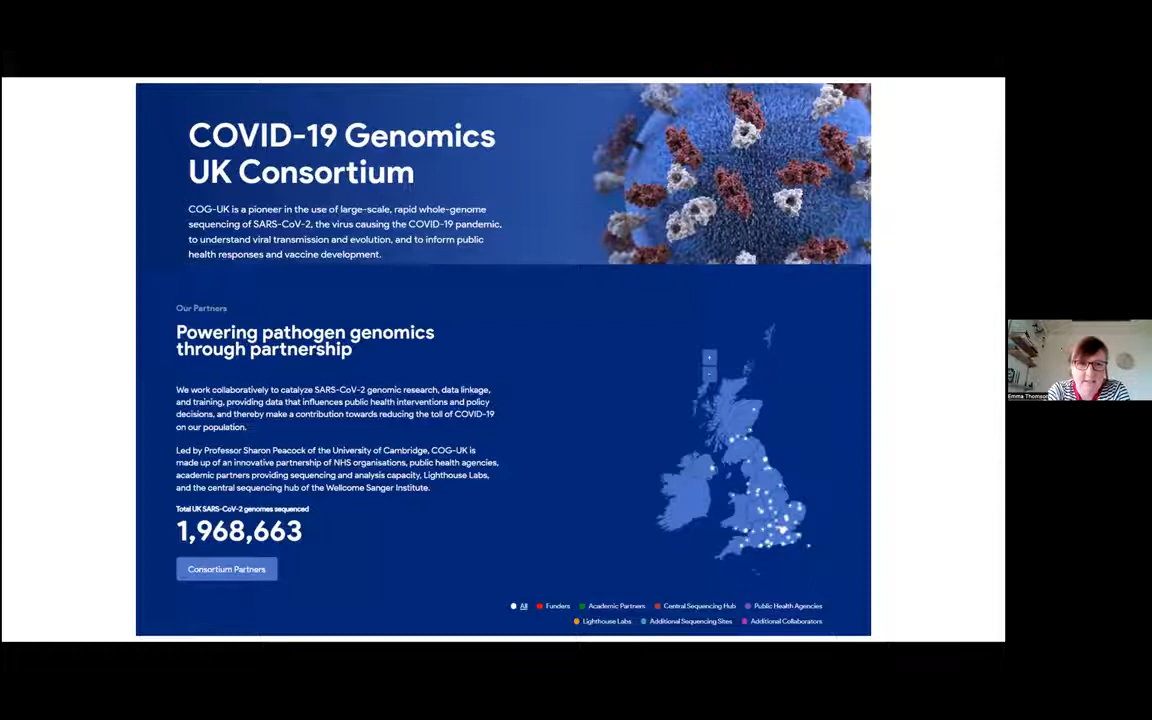 COVID-19 Genomics
UK Consortium
COG-UK is a pioneer in the use of large-scale, rapid whole-genome
sequencing of SARS-CoV-2, the virus causing the COVID-19 pandemic,
to understand viral transmission and evolution, and to inform public
health responses and vaccine development.
Our Partners
Powering pathogen genomics
through partnership
We work collaboratively to catalyze SARS-CoV-2 genomic research, data linkage,
and training, providing data that influences public health interventions and policy
decisions, and thereby make a contribution towards reducing the toll of COVID-19
on our population.
Led by Professor Sharon Peacock of the University of Cambridge, COG-UK is
made up of an innovative partnership of NHS organisations, public health agencies,
academic partners providing sequencing and analysis capacity, Lighthouse Labs,
and the central sequencing hub of the Wellcome Sanger Institute.
Total UK SARS-CoV-2 genomes sequenced
1,968,663
Consortium Partners
+
-
All Funders Academic Partners Central Sequencing Hub Public Health Agencies
Lighthouse Labs Additional Sequencing Sites Additional Collaborators
Emma Thomson